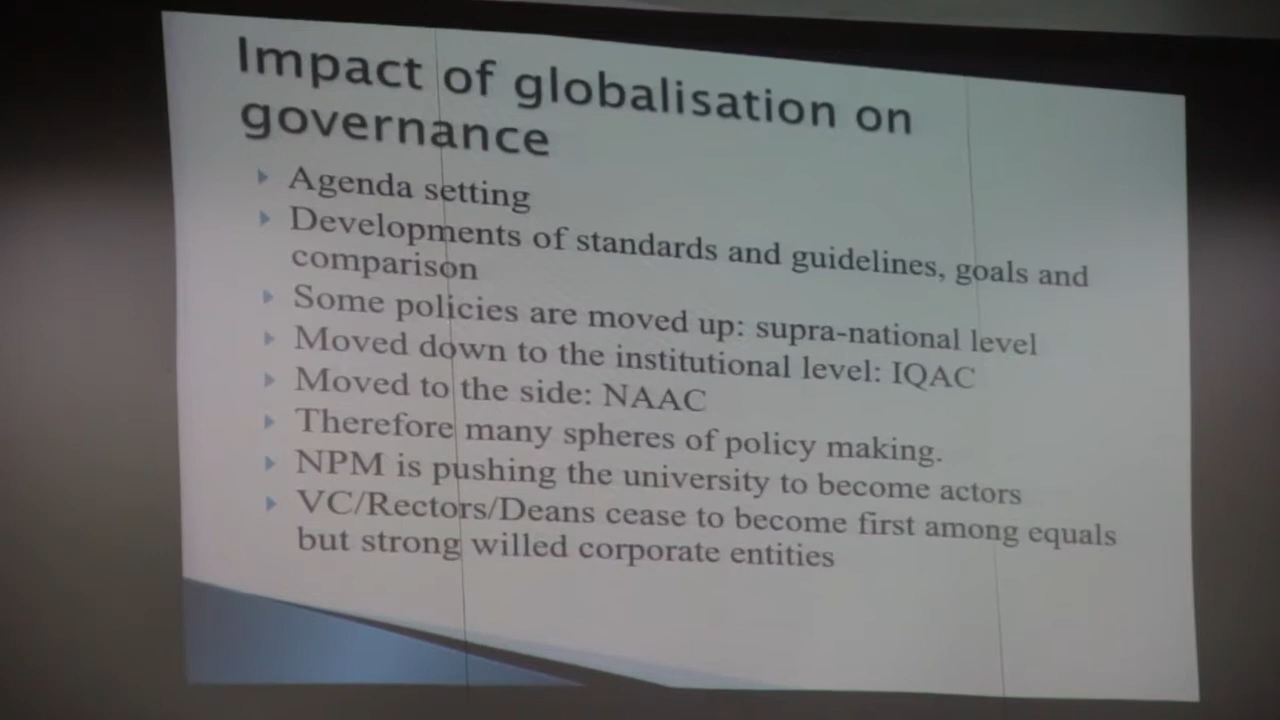 Impact of globalisation on
governance
Agenda setting
Developments of standards and guidelines, goals and
comparison
Some policies are moved up: supra-national level
Moved down to the institutional level: IQAC
Moved to the side: NAAC
Therefore many spheres of policy making.
NPM is pushing the university to become actors
VC/Rectors/Deans cease to become first among equals
but strong willed corporate entities